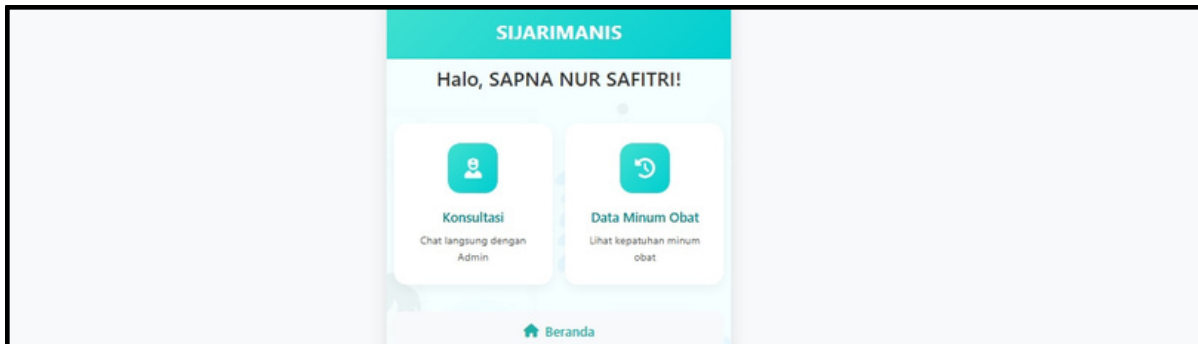 SIJARIMANIS
Halo, SAPNA NUR SAFITRI!
Konsultasi
Chat langsung dengan
Admin
Data Minum Obat
Lihat kepatuhan minum
obat
Beranda